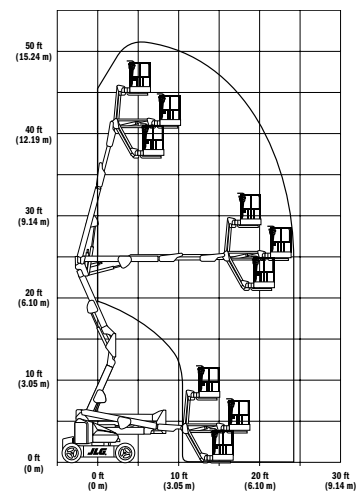 50 ft
(15.24 m)
40 ft
(12.19 m)
30 ft
(9.14 m)
20 ft
(6.10 m)
10 ft
(3.05 m)
0 ft
(0 m)
JLG
0 ft
(0 m)
10 ft
(3.05 m)
20 ft
(6.10 m)
30 ft
(9.14 m)